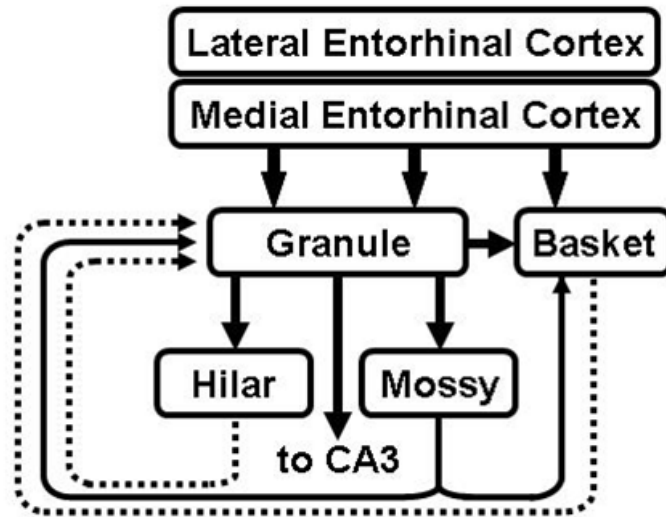 Lateral Entorhinal Cortex
Medial Entorhinal Cortex
Granule
Basket
Hilar
Mossy
to CA3